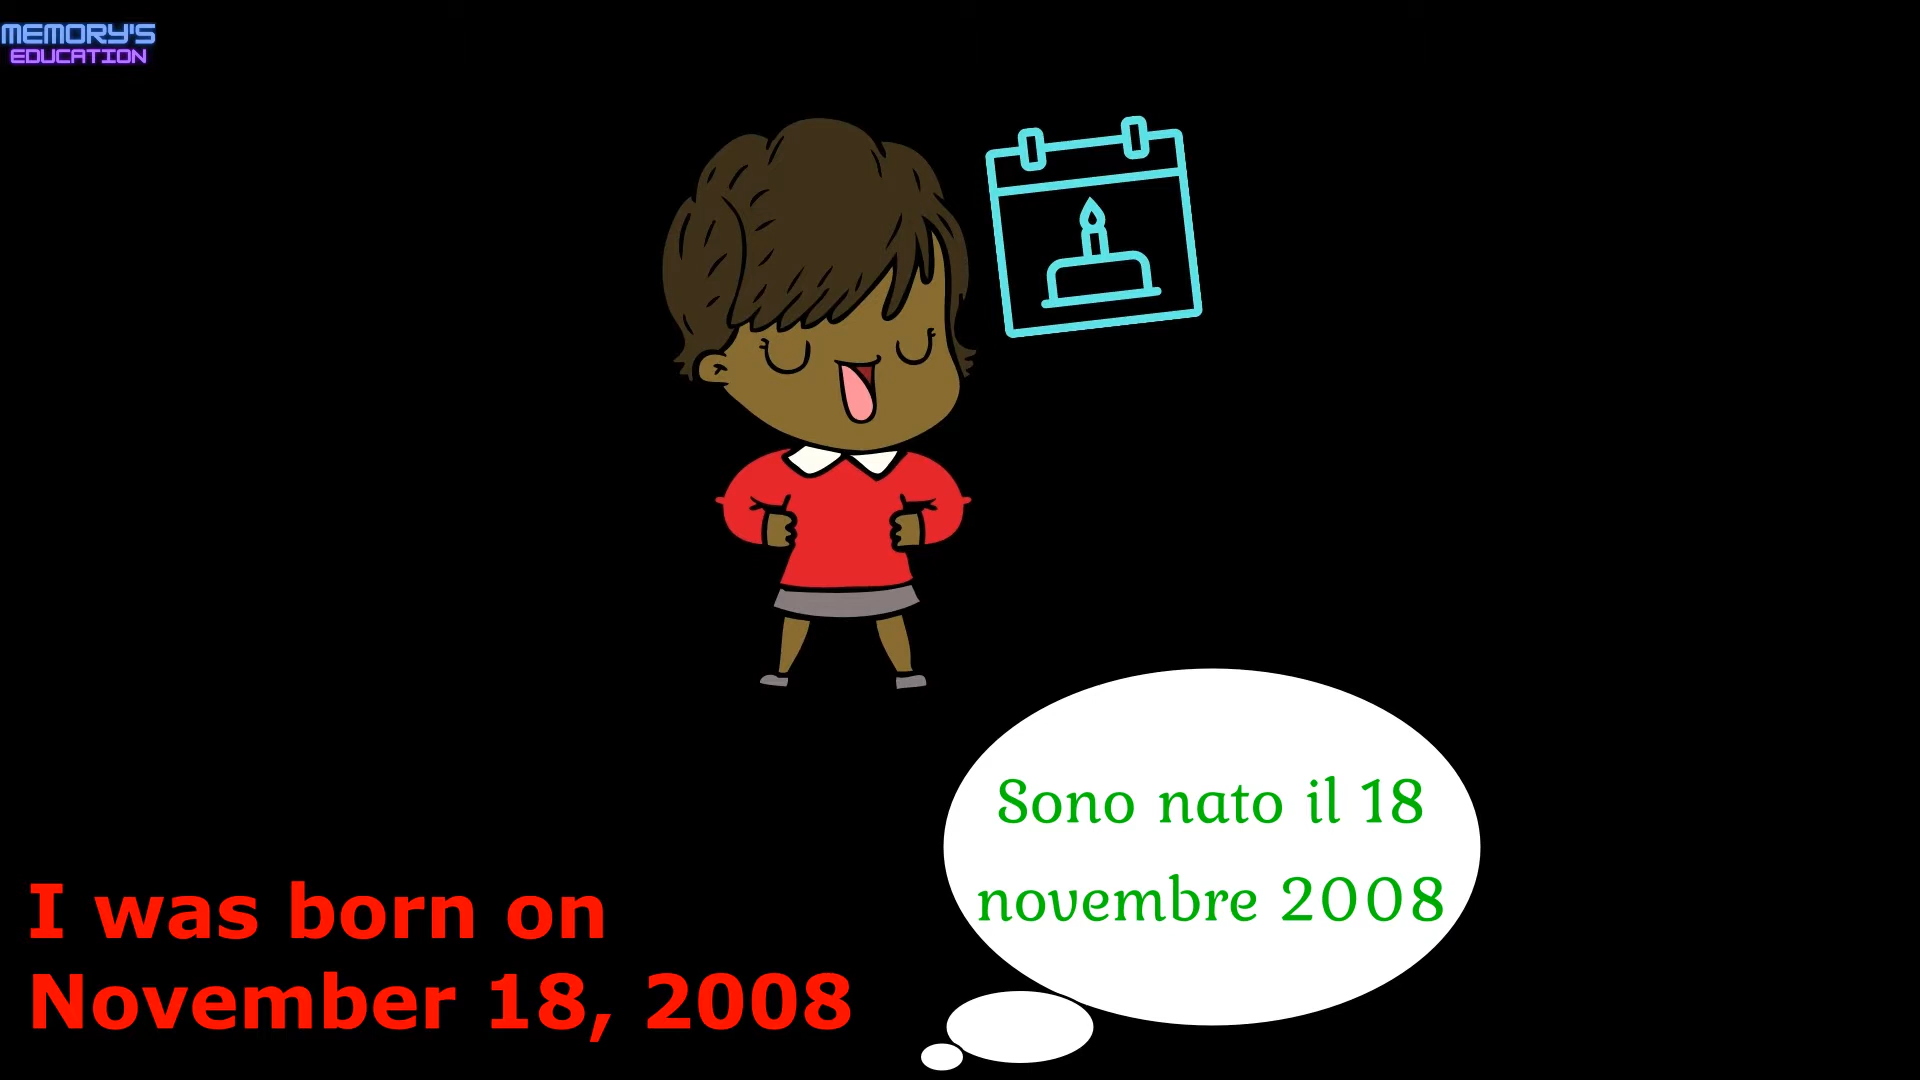 MEMORY'S
EDUCATION
Sono nato il 18
novembre 2008
I was born on
November 18, 2008